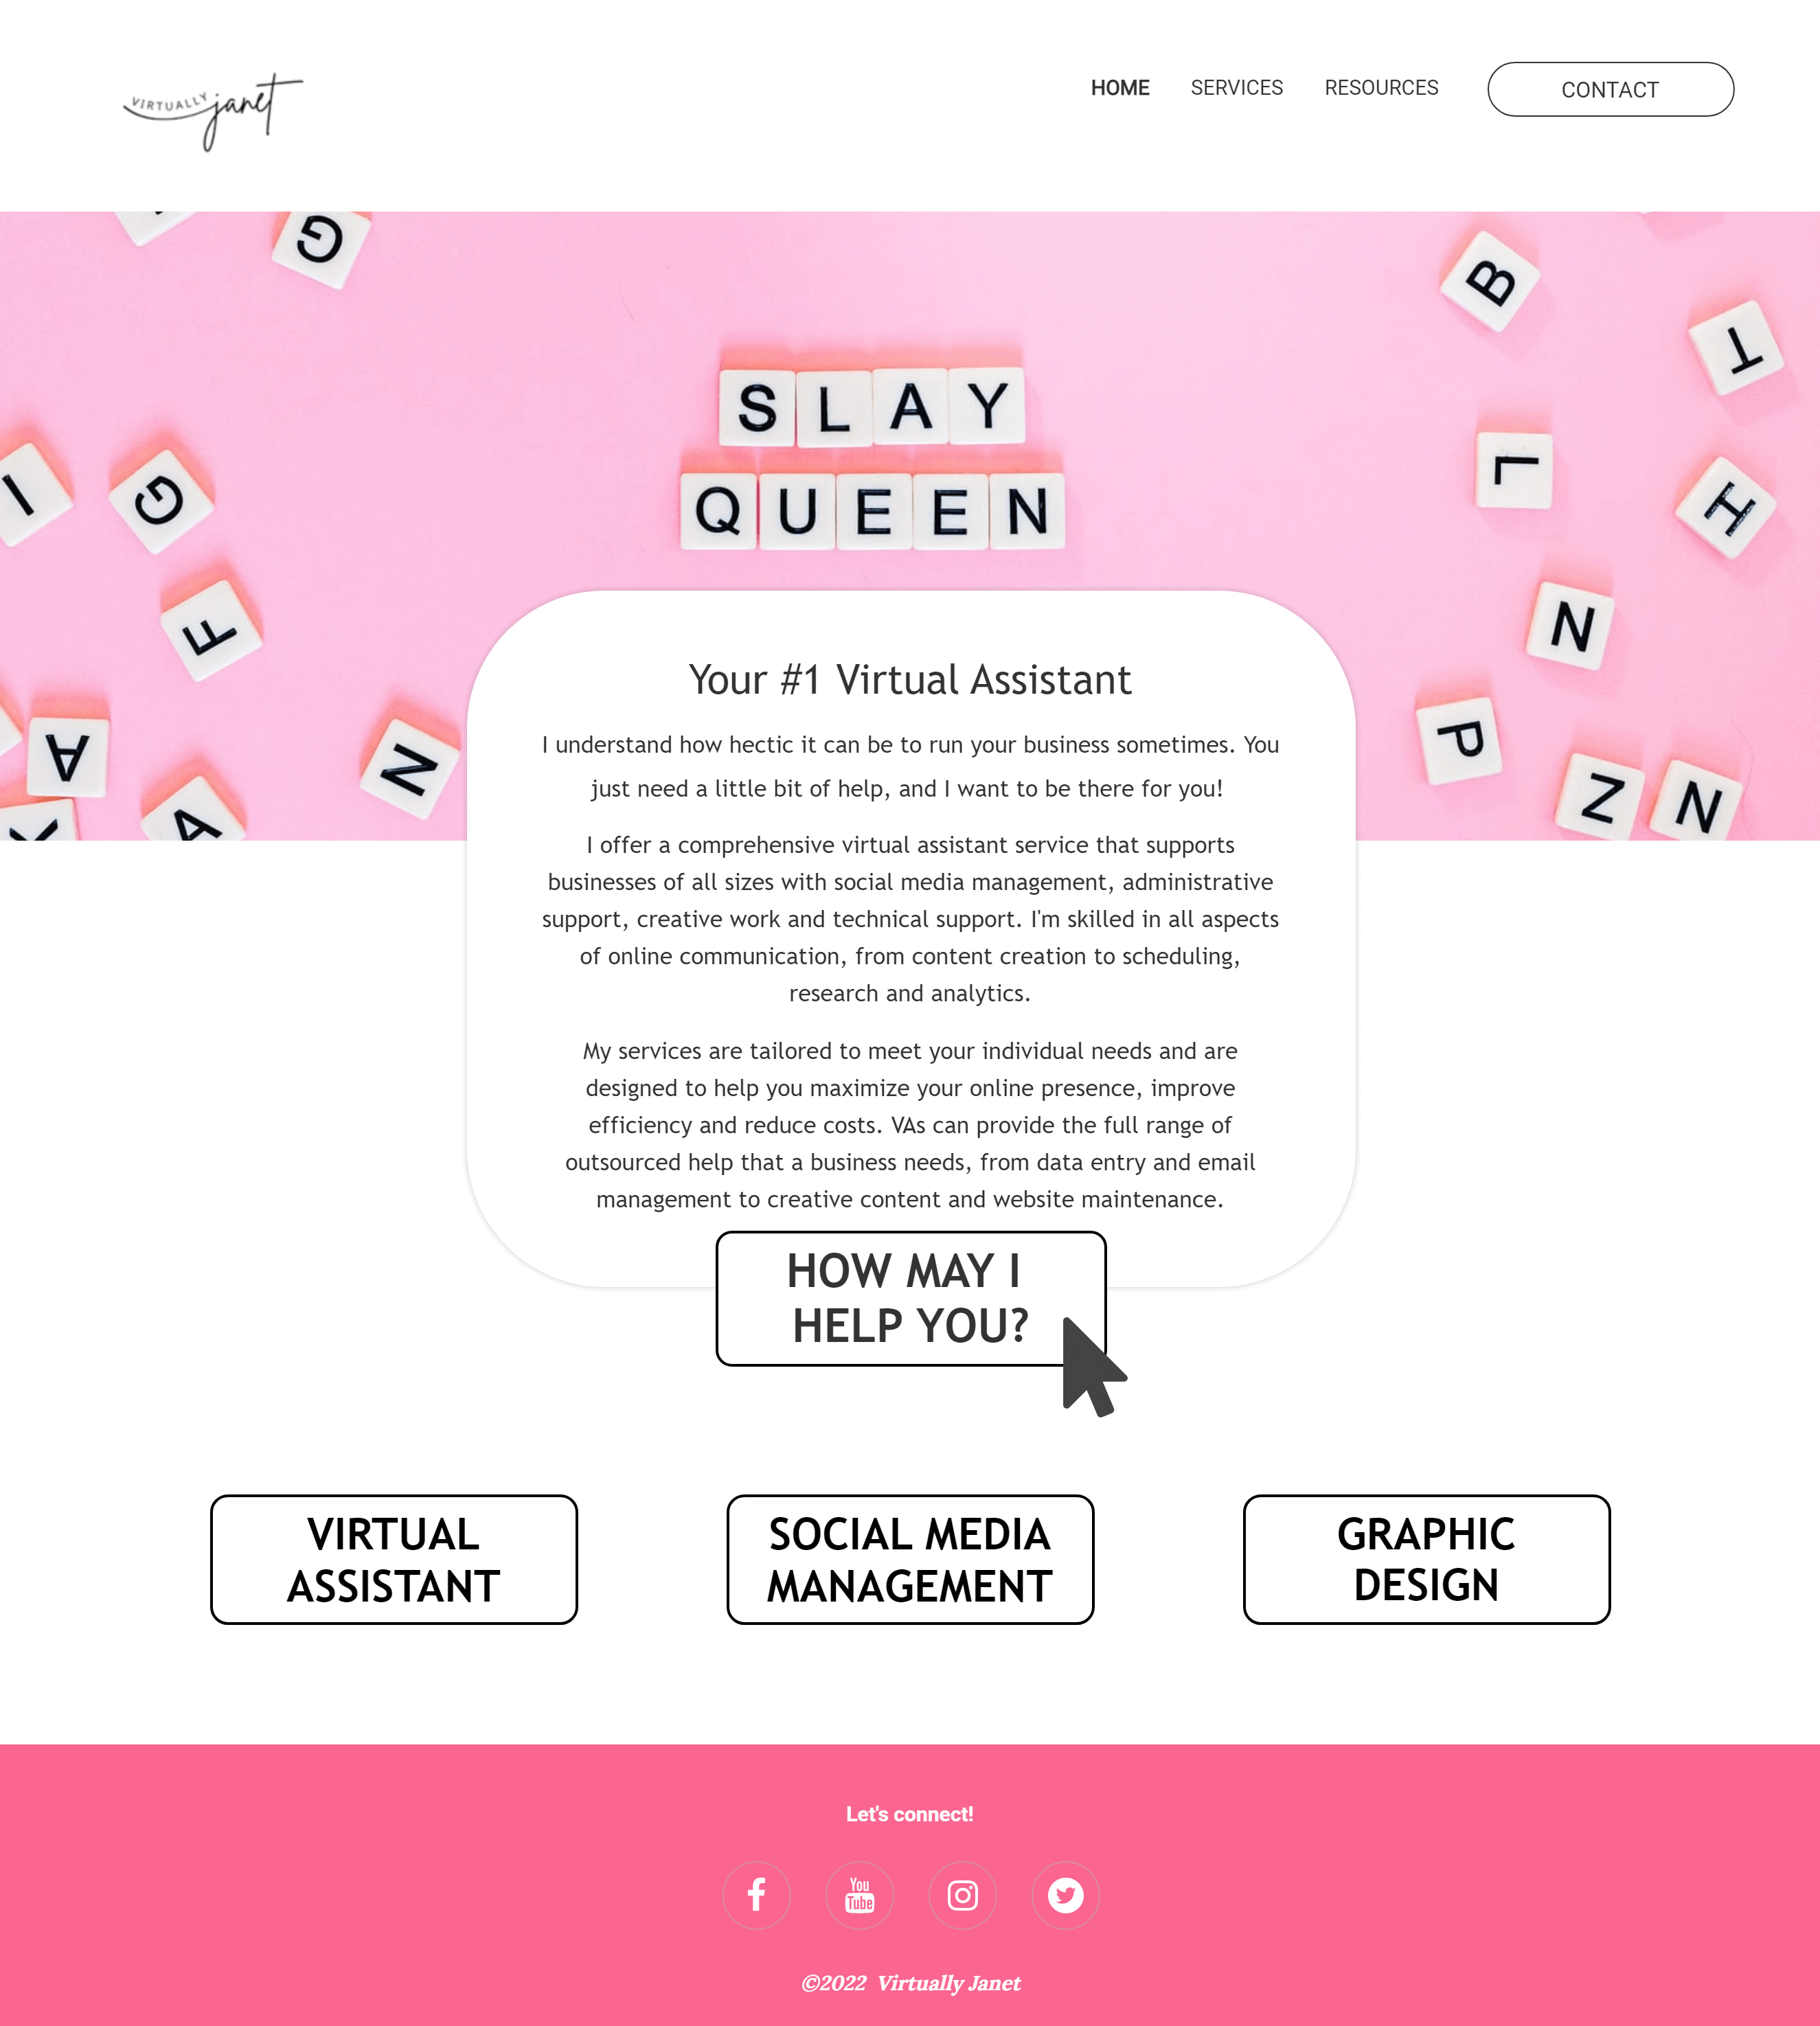 VIRTUALLY janet
HOME SERVICES RESOURCES CONTACT
G
B
T
SLAY
L
QUEEN
I
G
H
F
N
Your #1 Virtual Assistant
I understand how hectic it can be to run your business sometimes. You
just need a little bit of help, and I want to be there for you!
A
N
P
Z
N
A
K
I offer a comprehensive virtual assistant service that supports
businesses of all sizes with social media management, administrative
support, creative work and technical support. I'm skilled in all aspects
of online communication, from content creation to scheduling,
research and analytics.
My services are tailored to meet your individual needs and are
designed to help you maximize your online presence, improve
efficiency and reduce costs. VAs can provide the full range of
outsourced help that a business needs, from data entry and email
management to creative content and website maintenance.
HOW MAY I
HELP YOU?
VIRTUAL
ASSISTANT
SOCIAL MEDIA
MANAGEMENT
GRAPHIC
DESIGN
Let's connect!
You
Tube
©2022 Virtually Janet